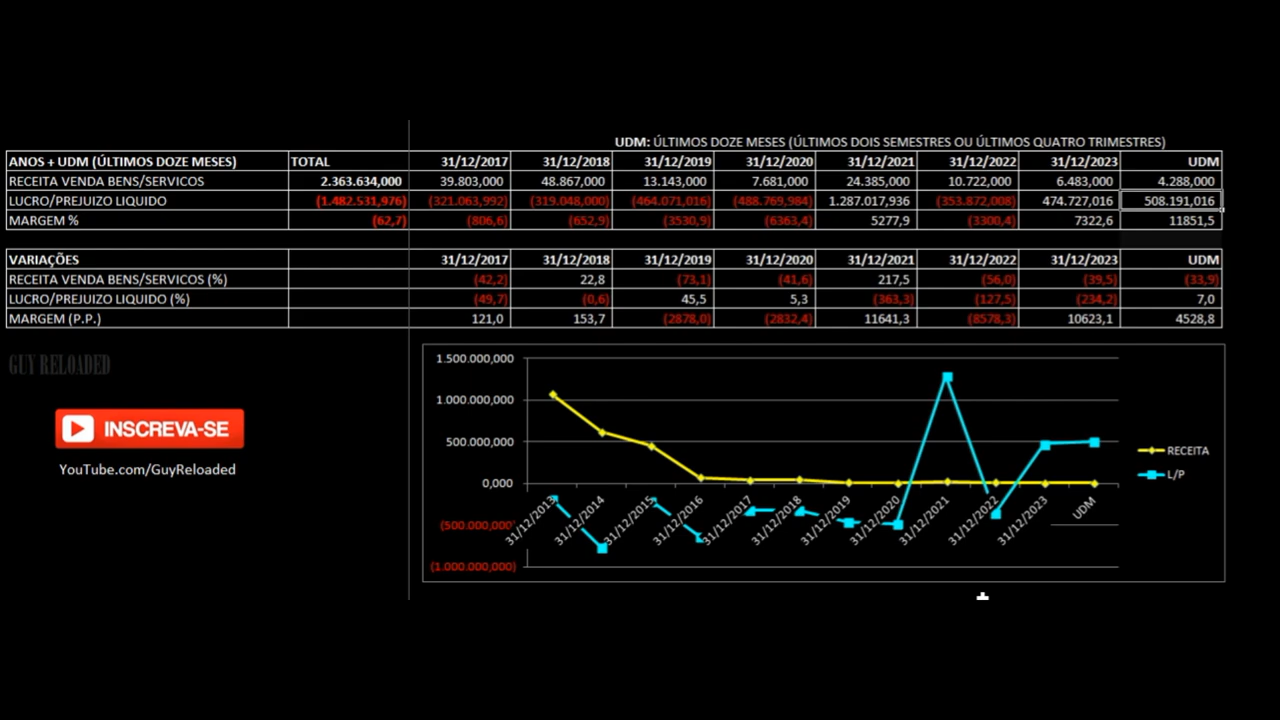 UDM: ÚLTIMOS DOZE MESES (ÚLTIMOS DOIS SEMESTRES OU ÚLTIMOS QUATRO TRIMESTRES)
ANOS + UDM (ÚLTIMOS DOZE MESES) TOTAL 31/12/2017 31/12/2018 31/12/2019 31/12/2020 31/12/2021 31/12/2022 31/12/2023 UDM
RECEITA VENDA BENS/SERVICOS 2.363.634,000 39.803,000 48.867,000 13.143,000 7.681,000 24.385,000 10.722,000 6.483,000 4.288,000
LUCRO/PREJUIZO LIQUIDO (1.482.531,976) (321.063,992) (319.048,000) (464.071,016) (488.769,984) 1.287.017,936 (353.872,008) 474.727,016 508.191,016
MARGEM % (62,7) (806,6) (652,9) (3530,9) (6363,4) 5277,9 (3300,4) 7322,6 11851,5
VARIAÇÕES 31/12/2017 31/12/2018 31/12/2019 31/12/2020 31/12/2021 31/12/2022 31/12/2023 UDM
RECEITA VENDA BENS/SERVICOS (%) (42,2) 22,8 (73,1) (41,6) 217,5 (56,0) (39,5) (33,9)
LUCRO/PREJUIZO LIQUIDO (%) (49,7) (0,6) 45,5 5,3 (363,3) (127,5) (234,2) 7,0
MARGEM (P.P.) 121,0 153,7 (2878,0) (2832,4) 11641,3 (8578,3) 10623,1 4528,8
GUY RELOADED
INSCREVA-SE
YouTube.com/GuyReloaded
1.500.000,000
1.000.000,000
500.000,000
0,000
(500.000,000)
(1.000.000,000)
31/12/2013 31/12/2014 31/12/2015 31/12/2016 31/12/2017 31/12/2018 31/12/2019 31/12/2020 31/12/2021 31/12/2022 31/12/2023 UDM
RECEITA
L/P